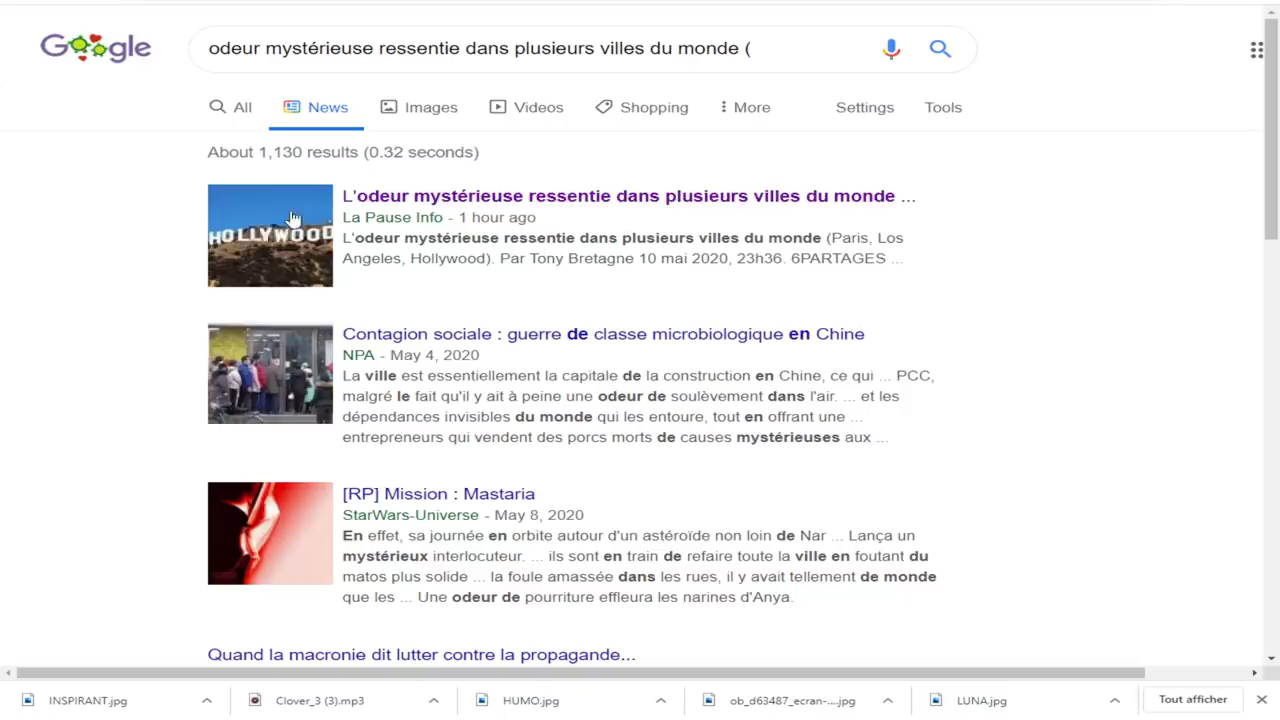 Google
odeur mystérieuse ressentie dans plusieurs villes du monde (
All News Images Videos Shopping More Settings Tools
About 1,130 results (0.32 seconds)
HOLLYWOOD
L'odeur mystérieuse ressentie dans plusieurs villes du monde ...
La Pause Info - 1 hour ago
L'odeur mystérieuse ressentie dans plusieurs villes du monde (Paris, Los
Angeles, Hollywood). Par Tony Bretagne 10 mai 2020, 23h36. 6PARTAGES ...
Contagion sociale : guerre de classe microbiologique en Chine
NPA - May 4, 2020
La ville est essentiellement la capitale de la construction en Chine, ce qui ... PCC,
malgré le fait qu'il y ait à peine une odeur de soulèvement dans l'air. ... et les
dépendances invisibles du monde qui les entoure, tout en offrant une ...
entrepreneurs qui vendent des porcs morts de causes mystérieuses aux ...
[RP] Mission : Mastaria
StarWars-Universe - May 8, 2020
En effet, sa journée en orbite autour d'un astéroïde non loin de Nar ... Lança un
mystérieux interlocuteur. ... ils sont en train de refaire toute la ville en foutant du
matos plus solide ... la foule amassée dans les rues, il y avait tellement de monde
que les ... Une odeur de pourriture effleura les narines d'Anya.
Quand la macronie dit lutter contre la propagande...
INSPIRANT.jpg Clover_3 (3).mp3 HUMO.jpg ob_d63487_ecran-....jpg LUNA.jpg Tout afficher